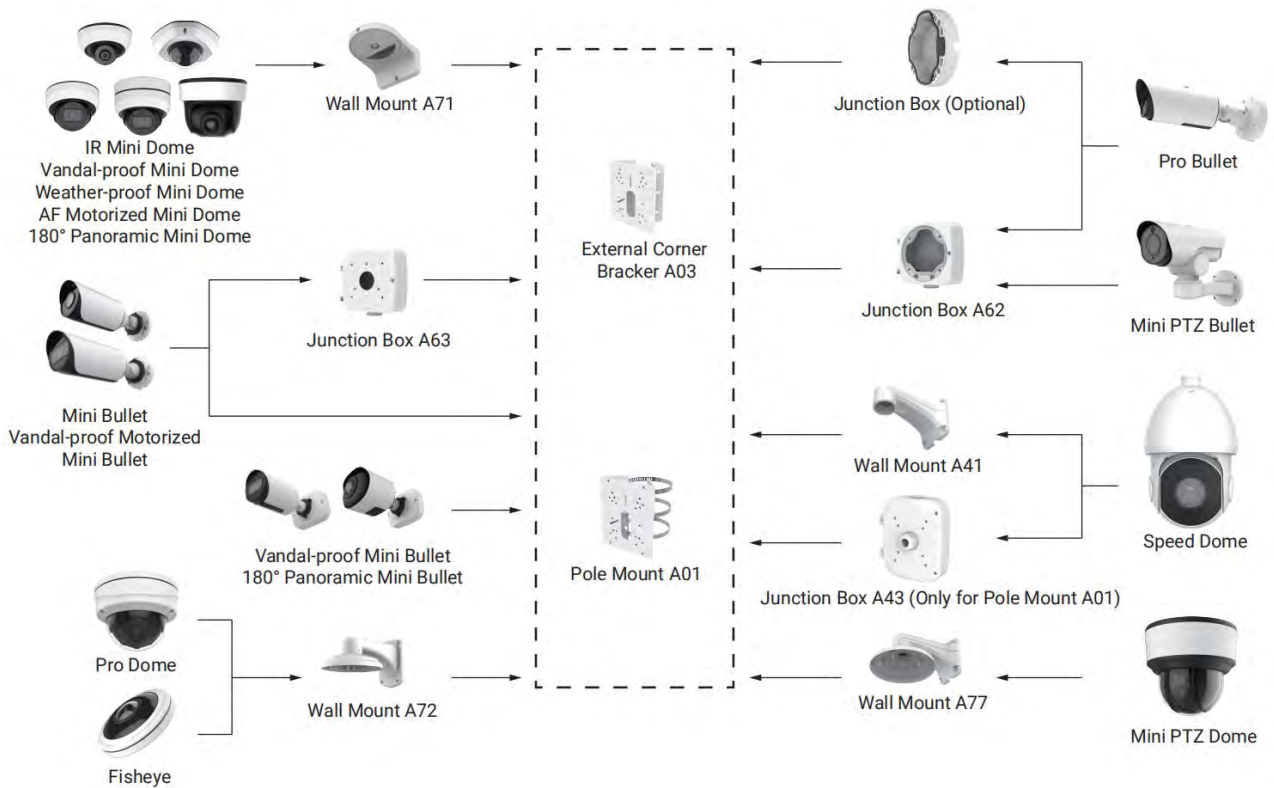 Wall Mount A71
IR Mini Dome
Vandal-proof Mini Dome
Weather-proof Mini Dome
AF Motorized Mini Dome
180° Panoramic Mini Dome
Junction Box A63
Mini Bullet
Vandal-proof Motorized
Mini Bullet
Vandal-proof Mini Bullet
180° Panoramic Mini Bullet
Pro Dome
Wall Mount A72
Fisheye
External Corner
Bracker A03
Pole Mount A01
Junction Box (Optional)
Pro Bullet
Junction Box A62
Mini PTZ Bullet
Wall Mount A41
Speed Dome
Junction Box A43 (Only for Pole Mount A01)
Wall Mount A77
Mini PTZ Dome